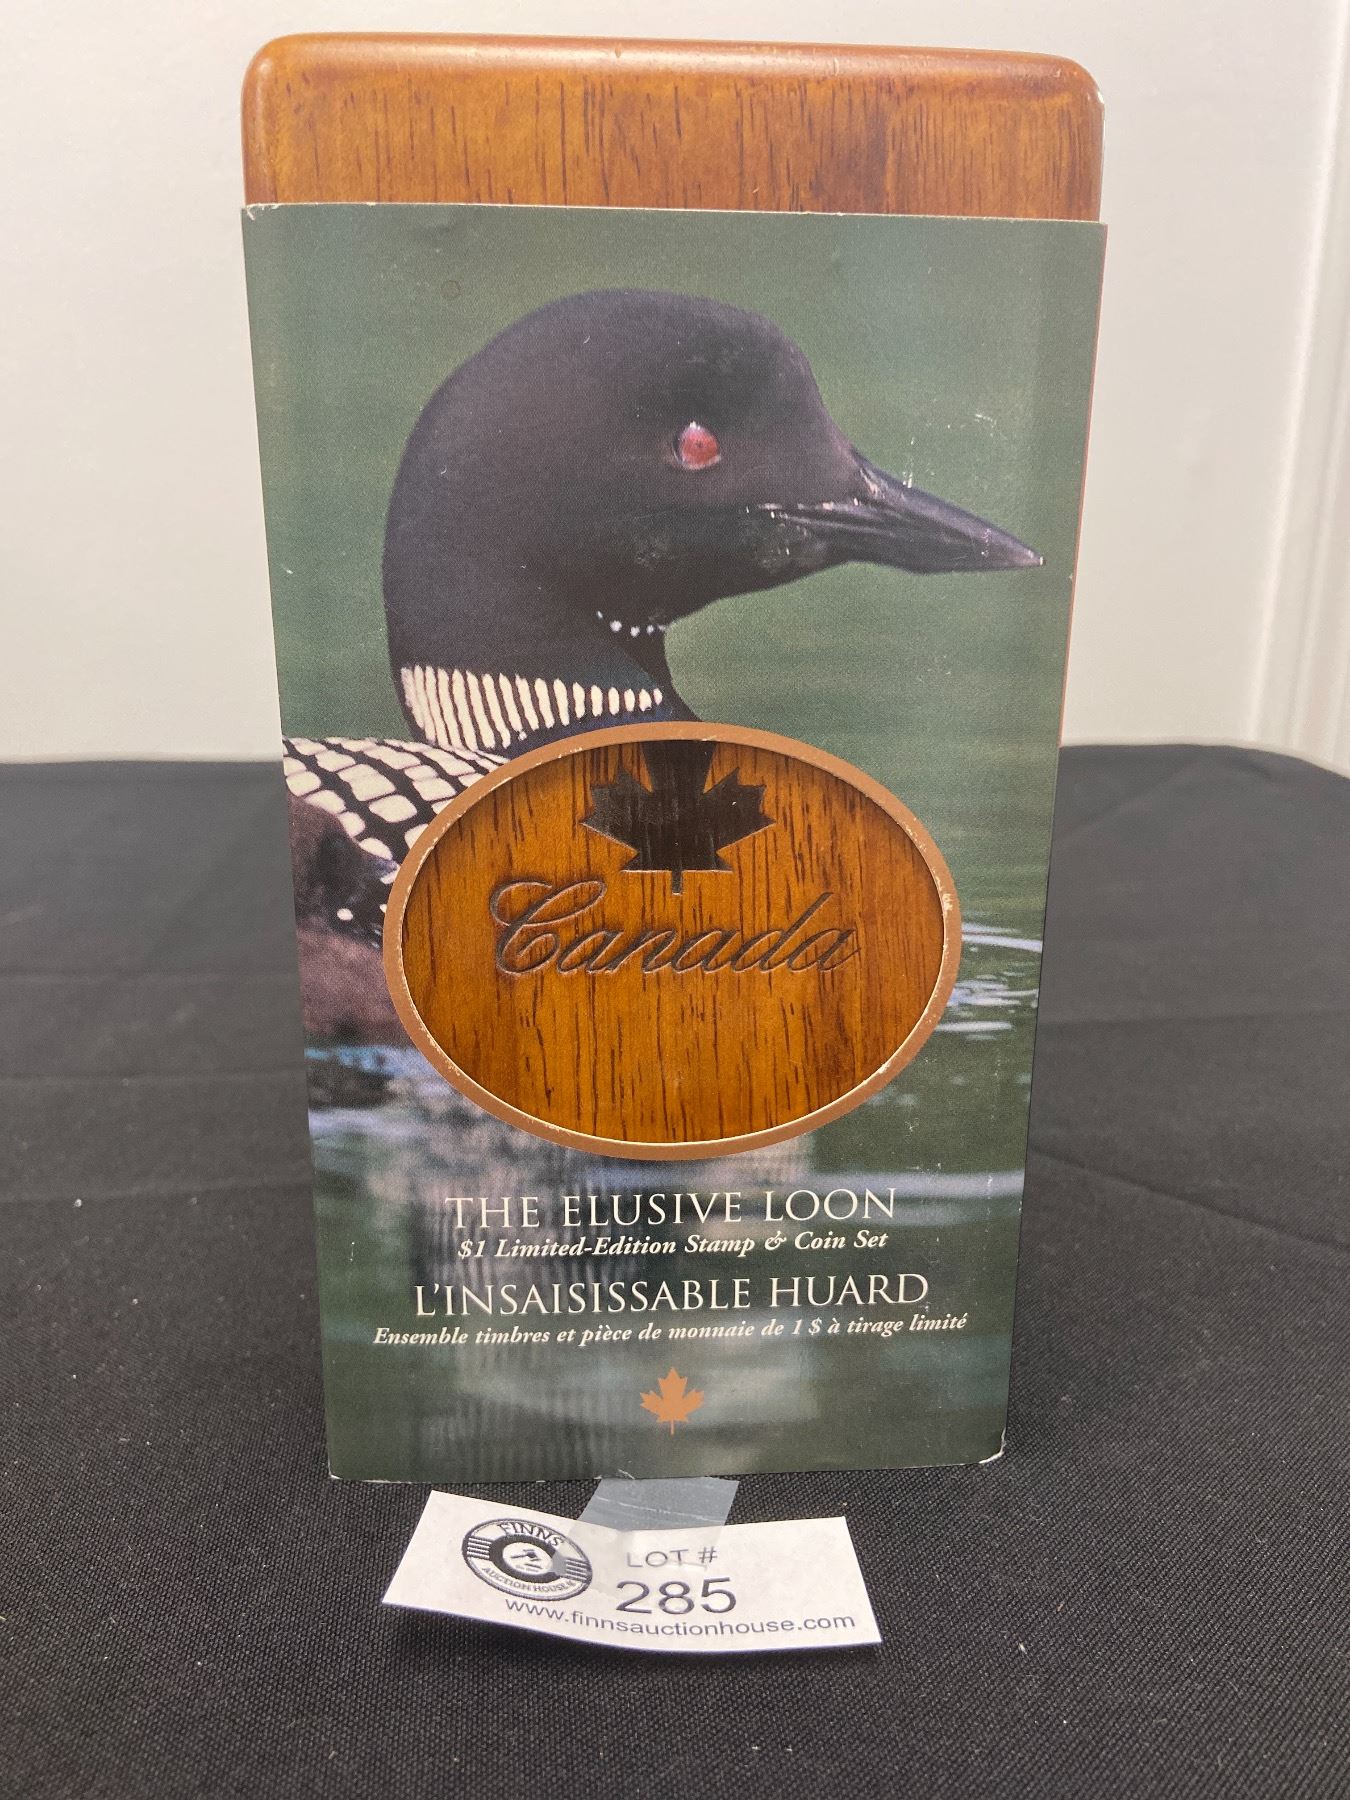 Canada
THE ELUSIVE LOON
$1 Limited-Edition Stamp & Coin Set
L'INSAISISSABLE HUARD
Ensemble timbres et pièce de monnaie de 1 $ à tirage limité
FINNS
AUCTION HOUSE
LOT #
285
www.finnsauctionhouse.com